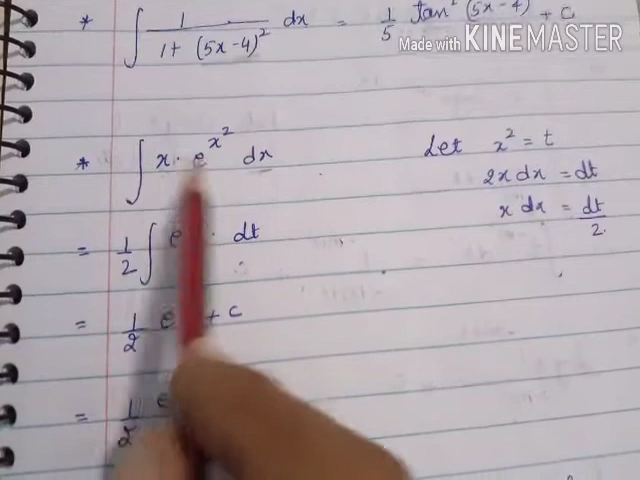 * ∫ 1 / 1 + (5x-4)² dx = 1/5 tan (5x-4) + c
Made with KINEMASTER
* ∫ x · e^x² dx Let x² = t
2x dx = dt
= 1/2 ∫ e · dt x dx = dt/2
= 1/2 e + c
= 1/2 e